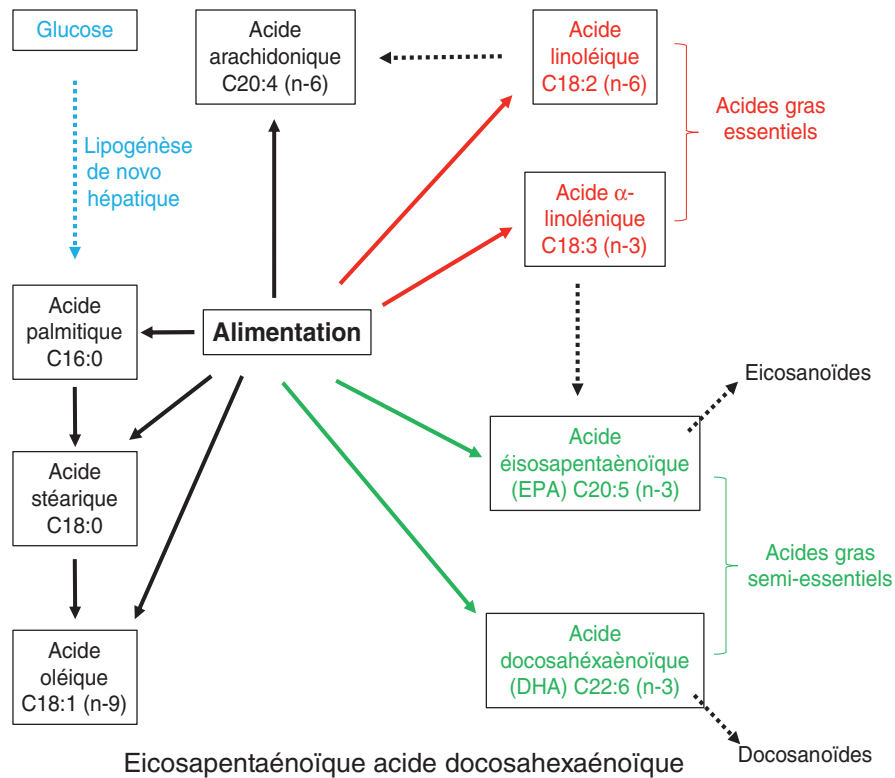 Glucose
Acide
arachidonique
C20:4 (n-6)
Acide
linoléique
C18:2 (n-6)
Acides gras
essentiels
Lipogénèse
de novo
hépatique
Acide α-
linolénique
C18:3 (n-3)
Acide
palmitique
C16:0
Alimentation
Eicosanoïdes
Acide
stéarique
C18:0
Acide
éisosapentaènoïque
(EPA) C20:5 (n-3)
Acides gras
semi-essentiels
Acide
oléique
C18:1 (n-9)
Acide
docosahéxaènoïque
(DHA) C22:6 (n-3)
Docosanoïdes
Eicosapentaénoïque acide docosahexaénoïque